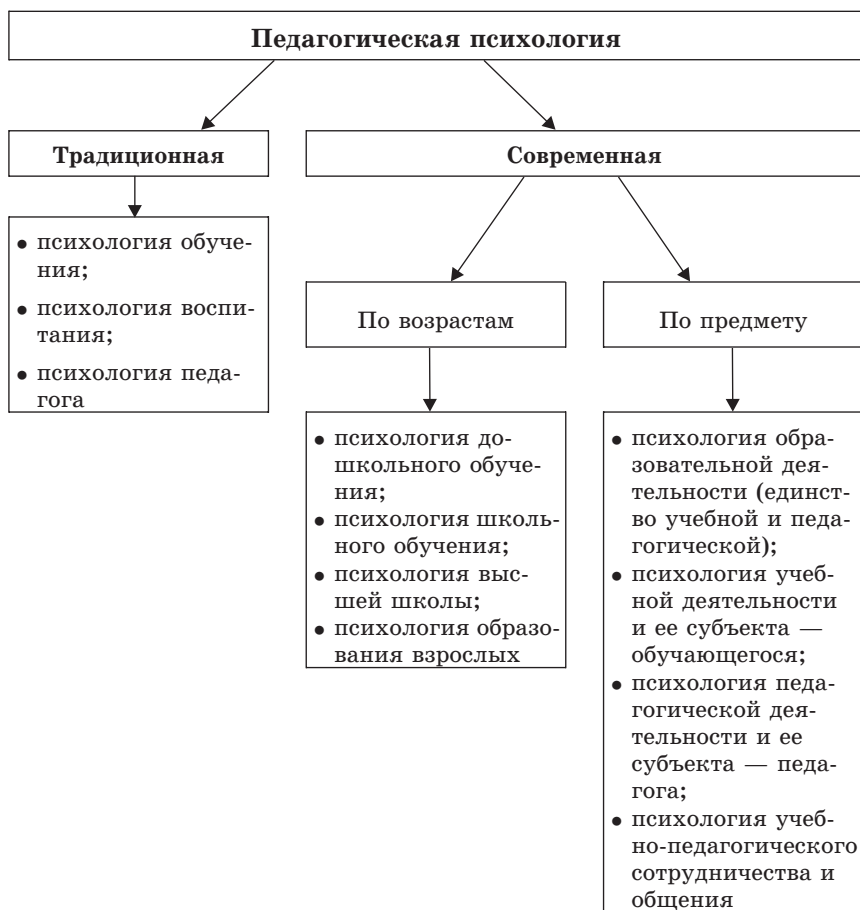 Педагогическая психология
Традиционная
Современная
• психология обуче-
ния;
• психология воспи-
тания;
• психология педа-
гога
По возрастам
По предмету
• психология до-
школьного обуче-
ния;
• психология школь-
ного обучения;
• психология выс-
шей школы;
• психология образо-
вания взрослых
• психология обра-
зовательной дея-
тельности (единст-
во учебной и педа-
гогической);
• психология учеб-
ной деятельности
и ее субъекта —
обучающегося;
• психология педа-
гогической дея-
тельности и ее
субъекта — педа-
гога;
• психология учеб-
но-педагогического
сотрудничества и
общения